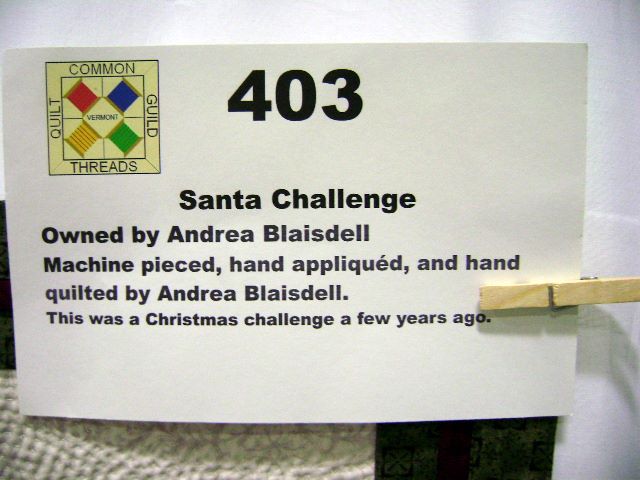 COMMON
QUILT
GUILD
VERMONT
THREADS
403
Santa Challenge
Owned by Andrea Blaisdell
Machine pieced, hand appliquéd, and hand
quilted by Andrea Blaisdell.
This was a Christmas challenge a few years ago.